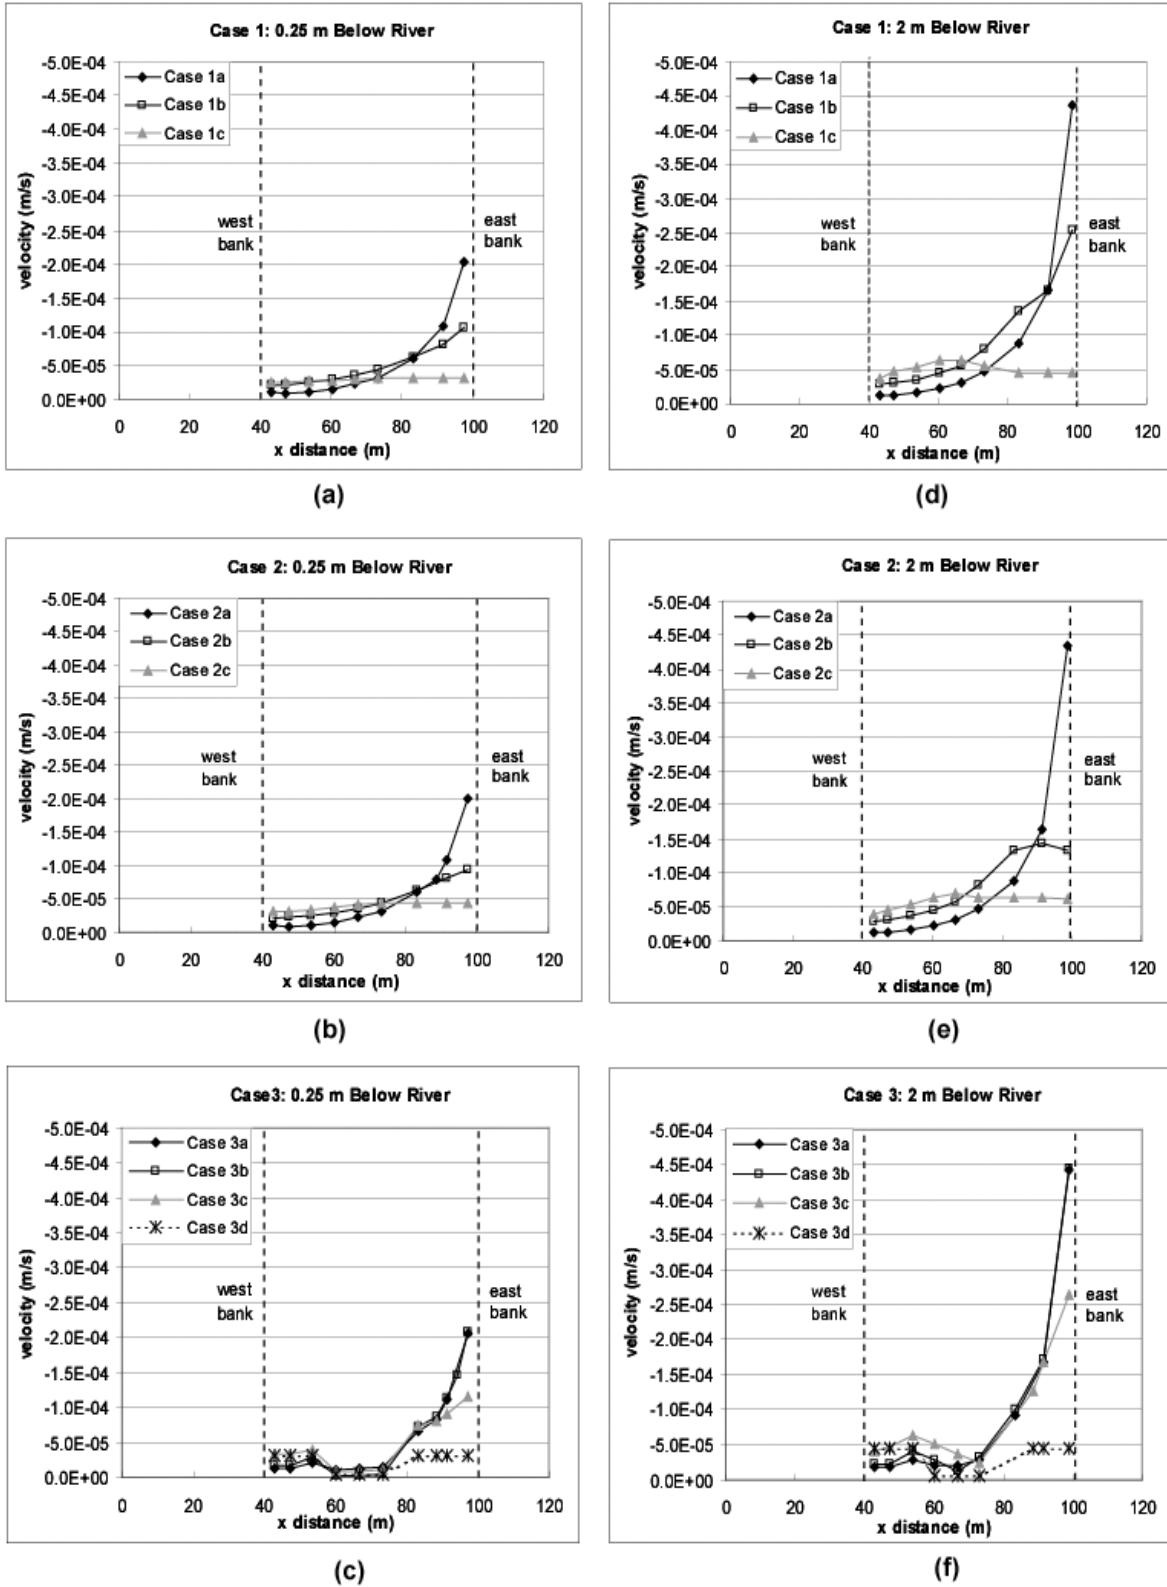 Case 1: 0.25 m Below River
-5.0E-04
-4.5E-04
-4.0E-04
-3.5E-04
-3.0E-04
-2.5E-04
-2.0E-04
-1.5E-04
-1.0E-04
-5.0E-05
0.0E+00
velocity (m/s)
Case 1a
Case 1b
Case 1c
west
bank
east
bank
0 20 40 60 80 100 120
x distance (m)
(a)
Case 1: 2 m Below River
-5.0E-04
-4.5E-04
-4.0E-04
-3.5E-04
-3.0E-04
-2.5E-04
-2.0E-04
-1.5E-04
-1.0E-04
-5.0E-05
0.0E+00
velocity (m/s)
Case 1a
Case 1b
Case 1c
west
bank
east
bank
0 20 40 60 80 100 120
x distance (m)
(d)
Case 2: 0.25 m Below River
-5.0E-04
-4.5E-04
-4.0E-04
-3.5E-04
-3.0E-04
-2.5E-04
-2.0E-04
-1.5E-04
-1.0E-04
-5.0E-05
0.0E+00
velocity (m/s)
Case 2a
Case 2b
Case 2c
west
bank
east
bank
0 20 40 60 80 100 120
x distance (m)
(b)
Case 2: 2 m Below River
-5.0E-04
-4.5E-04
-4.0E-04
-3.5E-04
-3.0E-04
-2.5E-04
-2.0E-04
-1.5E-04
-1.0E-04
-5.0E-05
0.0E+00
velocity (m/s)
Case 2a
Case 2b
Case 2c
west
bank
east
bank
0 20 40 60 80 100 120
x distance (m)
(e)
Case3: 0.25 m Below River
-5.0E-04
-4.5E-04
-4.0E-04
-3.5E-04
-3.0E-04
-2.5E-04
-2.0E-04
-1.5E-04
-1.0E-04
-5.0E-05
0.0E+00
velocity (m/s)
Case 3a
Case 3b
Case 3c
Case 3d
west
bank
east
bank
0 20 40 60 80 100 120
x distance (m)
(c)
Case 3: 2 m Below River
-5.0E-04
-4.5E-04
-4.0E-04
-3.5E-04
-3.0E-04
-2.5E-04
-2.0E-04
-1.5E-04
-1.0E-04
-5.0E-05
0.0E+00
velocity (m/s)
Case 3a
Case 3b
Case 3c
Case 3d
west
bank
east
bank
0 20 40 60 80 100 120
x distance (m)
(f)